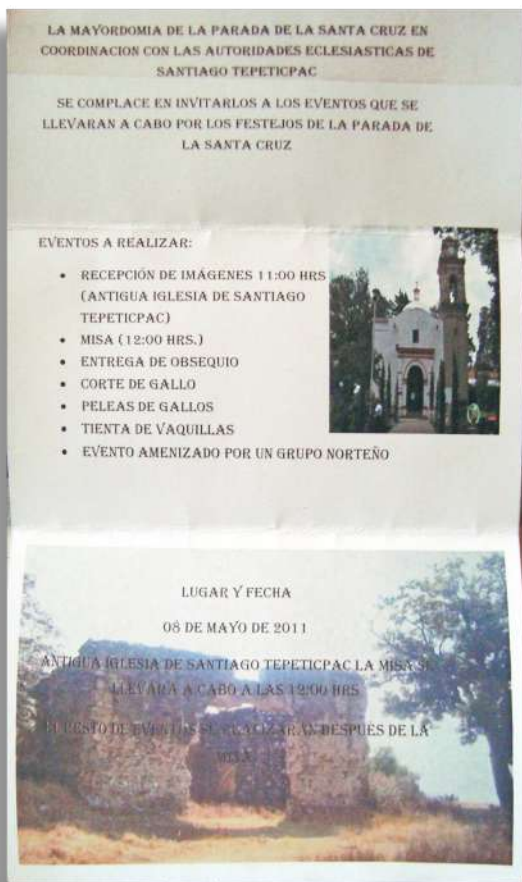 LA MAYORDOMIA DE LA PARADA DE LA SANTA CRUZ EN
COORDINACION CON LAS AUTORIDADES ECLESIASTICAS DE
SANTIAGO TEPETICPAC
SE COMPLACE EN INVITARLOS A LOS EVENTOS QUE SE
LLEVARAN A CABO POR LOS FESTEJOS DE LA PARADA DE
LA SANTA CRUZ
EVENTOS A REALIZAR:
• RECEPCIÓN DE IMÁGENES 11:00 HRS
(ANTIGUA IGLESIA DE SANTIAGO
TEPETICPAC)
• MISA (12:00 HRS.)
• ENTREGA DE OBSEQUIO
• CORTE DE GALLO
• PELEAS DE GALLOS
• TIENTA DE VAQUILLAS
• EVENTO AMENIZADO POR UN GRUPO NORTEÑO
LUGAR Y FECHA
08 DE MAYO DE 2011
ANTIGUA IGLESIA DE SANTIAGO TEPETICPAC LA MISA SE
LLEVARA A CABO A LAS 12:00 HRS
EL RESTO DE EVENTOS SE REALIZARAN DESPUÉS DE LA
MISA